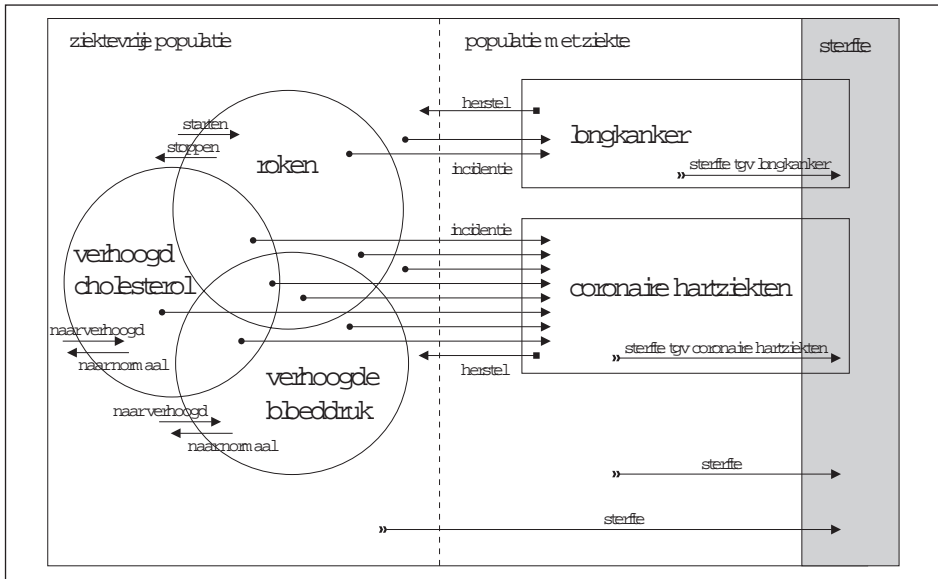 ziektevrije populatie
populatie met ziekte
sterfte
herstel
longkanker
starten
stoppen
roken
incidentie
sterfte tgv longkanker
incidentie
verhoogd
cholesterol
coronaire hartziekten
naar verhoogd
naar normaal
sterfte tgv coronaire hartziekten
herstel
verhoogde
bloeddruk
naar verhoogd
naar normaal
sterfte
sterfte